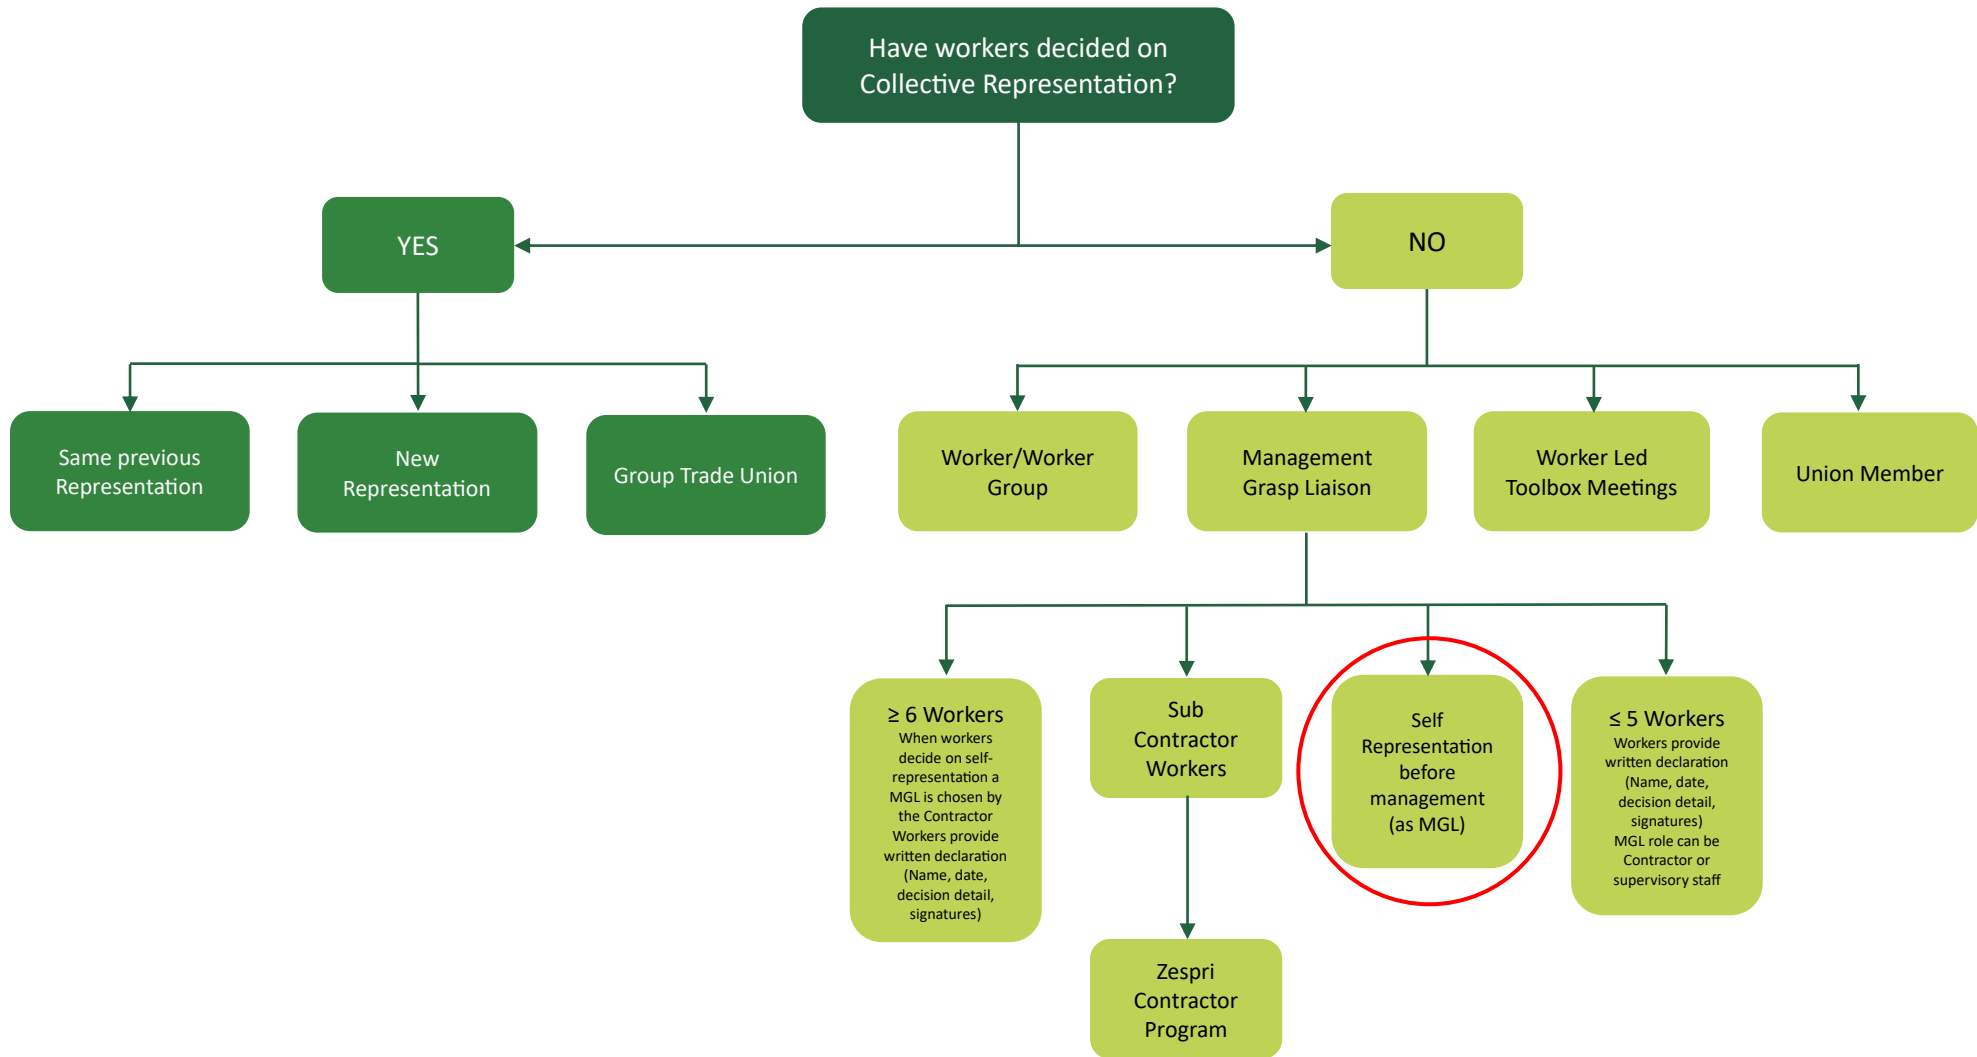 Have workers decided on
Collective Representation?
YES
NO
Same previous
Representation
New
Representation
Group Trade Union
Worker/Worker
Group
Management
Grasp Liaison
Worker Led
Toolbox Meetings
Union Member
≥ 6 Workers
When workers
decide on self-
representation a
MGL is chosen by
the Contractor
Workers provide
written declaration
(Name, date,
decision detail,
signatures)
Sub
Contractor
Workers
Self
Representation
before
management
(as MGL)
≤ 5 Workers
Workers provide
written declaration
(Name, date,
decision detail,
signatures)
MGL role can be
Contractor or
supervisory staff
Zespri
Contractor
Program